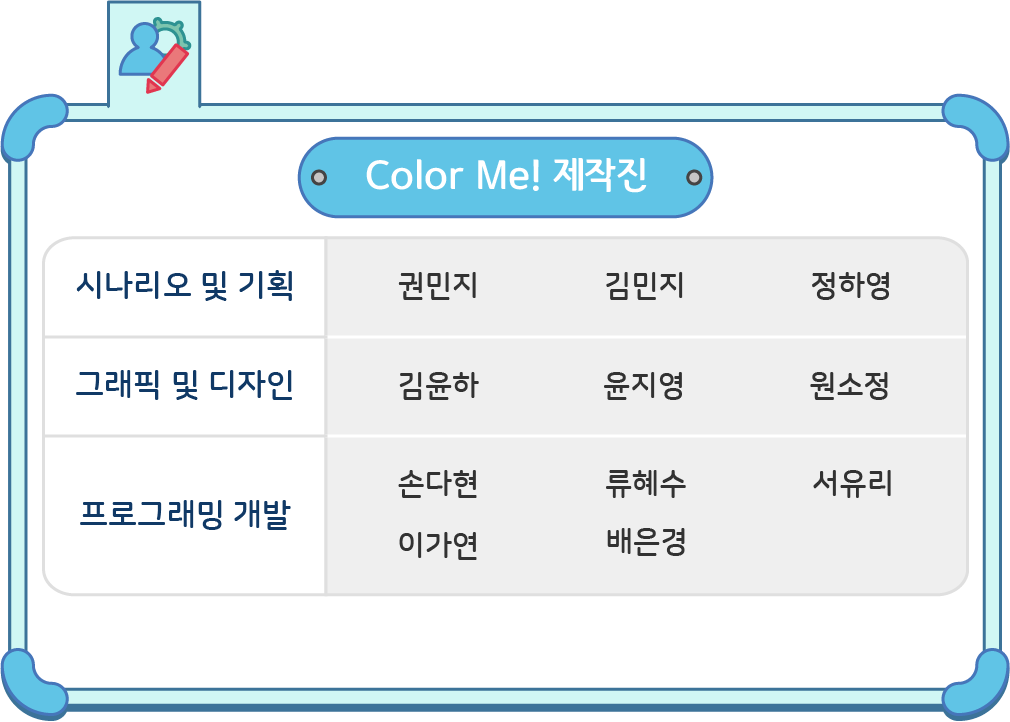 Color Me! 제작진
시나리오 및 기획 권민지 김민지 정하영
그래픽 및 디자인 김윤하 윤지영 원소정
프로그래밍 개발
손다현 류혜수 서유리
이가연 배은경